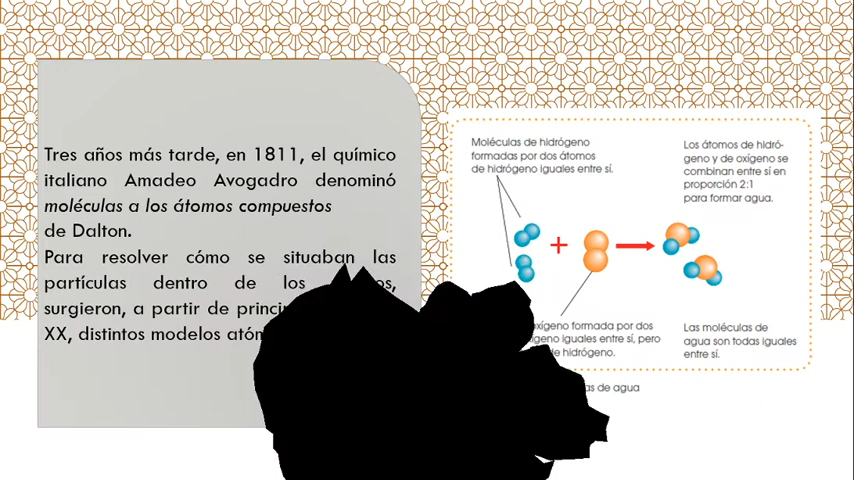 Tres años más tarde, en 1811, el químico
italiano Amadeo Avogadro denominó
moléculas a los átomos compuestos
de Dalton.
Para resolver cómo se situaban las
partículas dentro de los
surgieron, a partir de
XX, distintos modelos
Moléculas de hidrógeno
formadas por dos átomos
de hidrógeno iguales entre sí.
Los átomos de hidró-
geno y de oxígeno se
combinan entre sí en
proporción 2:1
para formar agua.
+
oxígeno formada por dos
iguales entre sí, pero
de hidrógeno.
Las moléculas de
agua son todas iguales
entre sí.
de agua